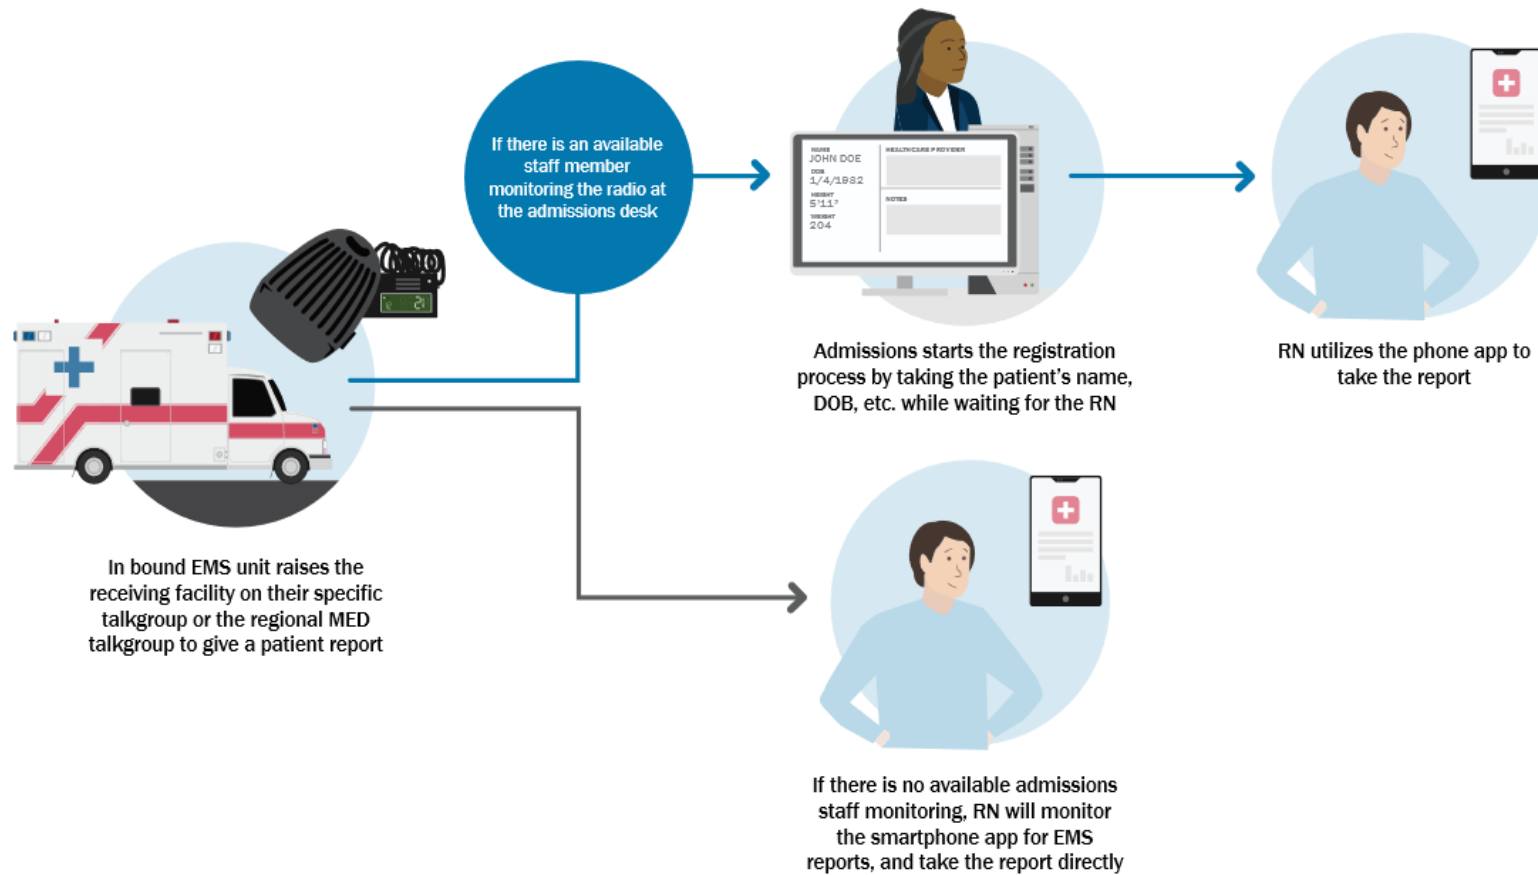 If there is an available
staff member
monitoring the radio at
the admissions desk
NAME
JOHN DOE
DOB
1/4/1982
HEIGHT
5'11"
WEIGHT
204
HEALTHCARE PROVIDER
NOTES
21
Admissions starts the registration
process by taking the patient's name,
DOB, etc. while waiting for the RN
RN utilizes the phone app to
take the report
In bound EMS unit raises the
receiving facility on their specific
talkgroup or the regional MED
talkgroup to give a patient report
If there is no available admissions
staff monitoring, RN will monitor
the smartphone app for EMS
reports, and take the report directly